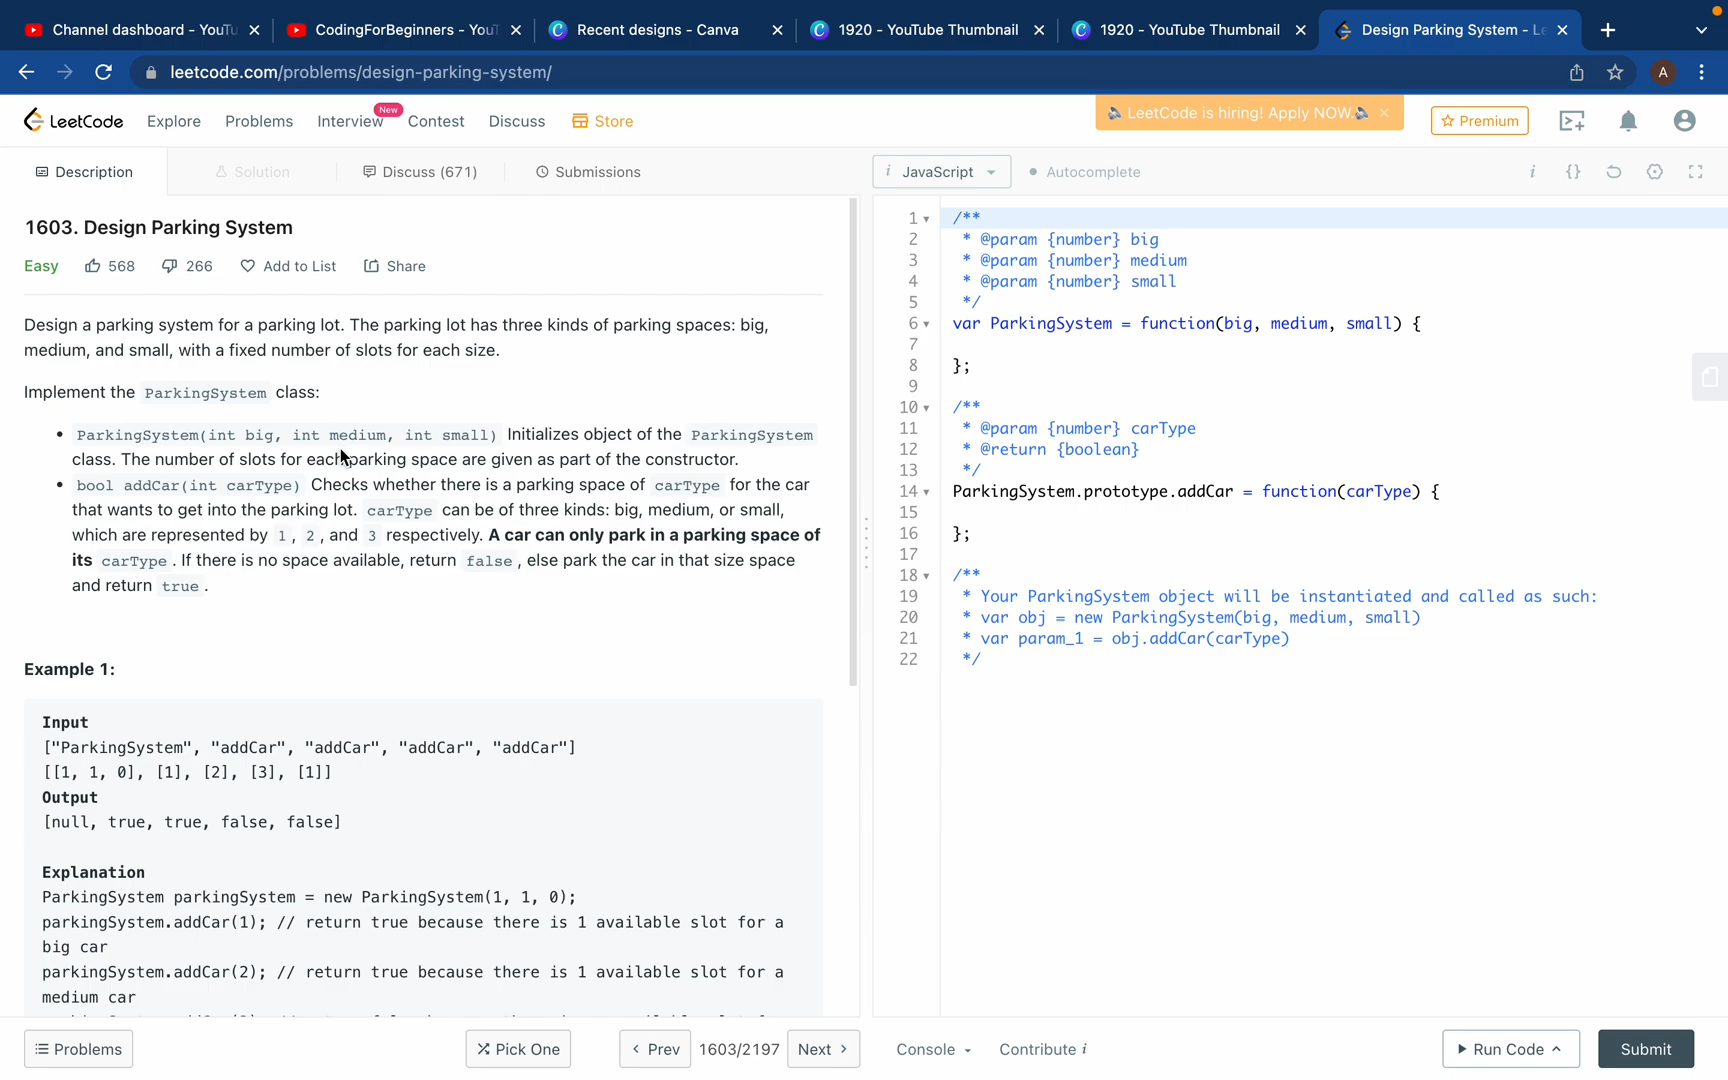 Channel dashboard - YouTu
CodingForBeginners - YouT
Recent designs - Canva
1920 - YouTube Thumbnail
1920 - YouTube Thumbnail
Design Parking System - Le
leetcode.com/problems/design-parking-system/
A
LeetCode
Explore
Problems
Interview
New
Contest
Discuss
Store
LeetCode is hiring! Apply NOW.
Premium
Description
Solution
Discuss (671)
Submissions
i JavaScript
Autocomplete
i {}
1603. Design Parking System
Easy 568 266 Add to List Share
Design a parking system for a parking lot. The parking lot has three kinds of parking spaces: big,
medium, and small, with a fixed number of slots for each size.
Implement the ParkingSystem class:
• ParkingSystem(int big, int medium, int small) Initializes object of the ParkingSystem
class. The number of slots for each parking space are given as part of the constructor.
• bool addCar(int carType) Checks whether there is a parking space of carType for the car
that wants to get into the parking lot. carType can be of three kinds: big, medium, or small,
which are represented by 1, 2, and 3 respectively. A car can only park in a parking space of
its carType. If there is no space available, return false, else park the car in that size space
and return true.
Example 1:
Input
["ParkingSystem", "addCar", "addCar", "addCar", "addCar"]
[[1, 1, 0], [1], [2], [3], [1]]
Output
[null, true, true, false, false]
Explanation
ParkingSystem parkingSystem = new ParkingSystem(1, 1, 0);
parkingSystem.addCar(1); // return true because there is 1 available slot for a
big car
parkingSystem.addCar(2); // return true because there is 1 available slot for a
medium car
1 /**
2 * @param {number} big
3 * @param {number} medium
4 * @param {number} small
5 */
6 var ParkingSystem = function(big, medium, small) {
7
8 };
9
10 /**
11 * @param {number} carType
12 * @return {boolean}
13 */
14 ParkingSystem.prototype.addCar = function(carType) {
15
16 };
17
18 /**
19 * Your ParkingSystem object will be instantiated and called as such:
20 * var obj = new ParkingSystem(big, medium, small)
21 * var param_1 = obj.addCar(carType)
22 */
Problems
Pick One
Prev
1603/2197
Next
Console
Contribute i
Run Code
Submit